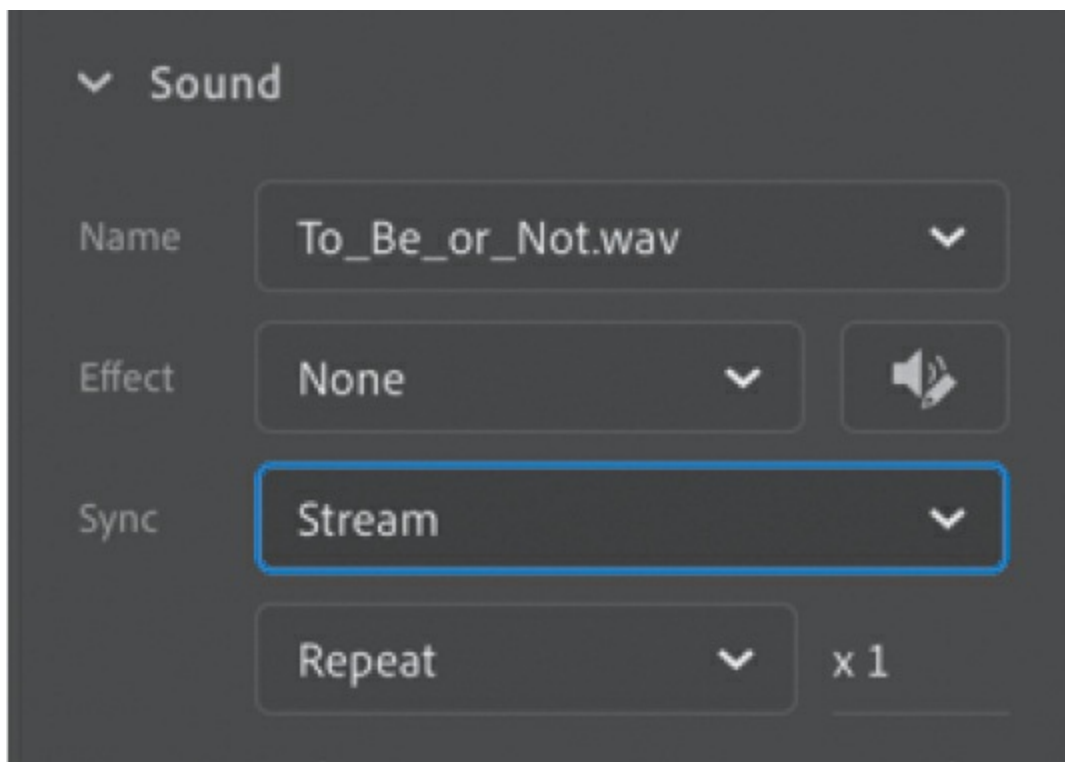 Sound
Name To_Be_or_Not.wav
Effect None
Sync Stream
Repeat x 1